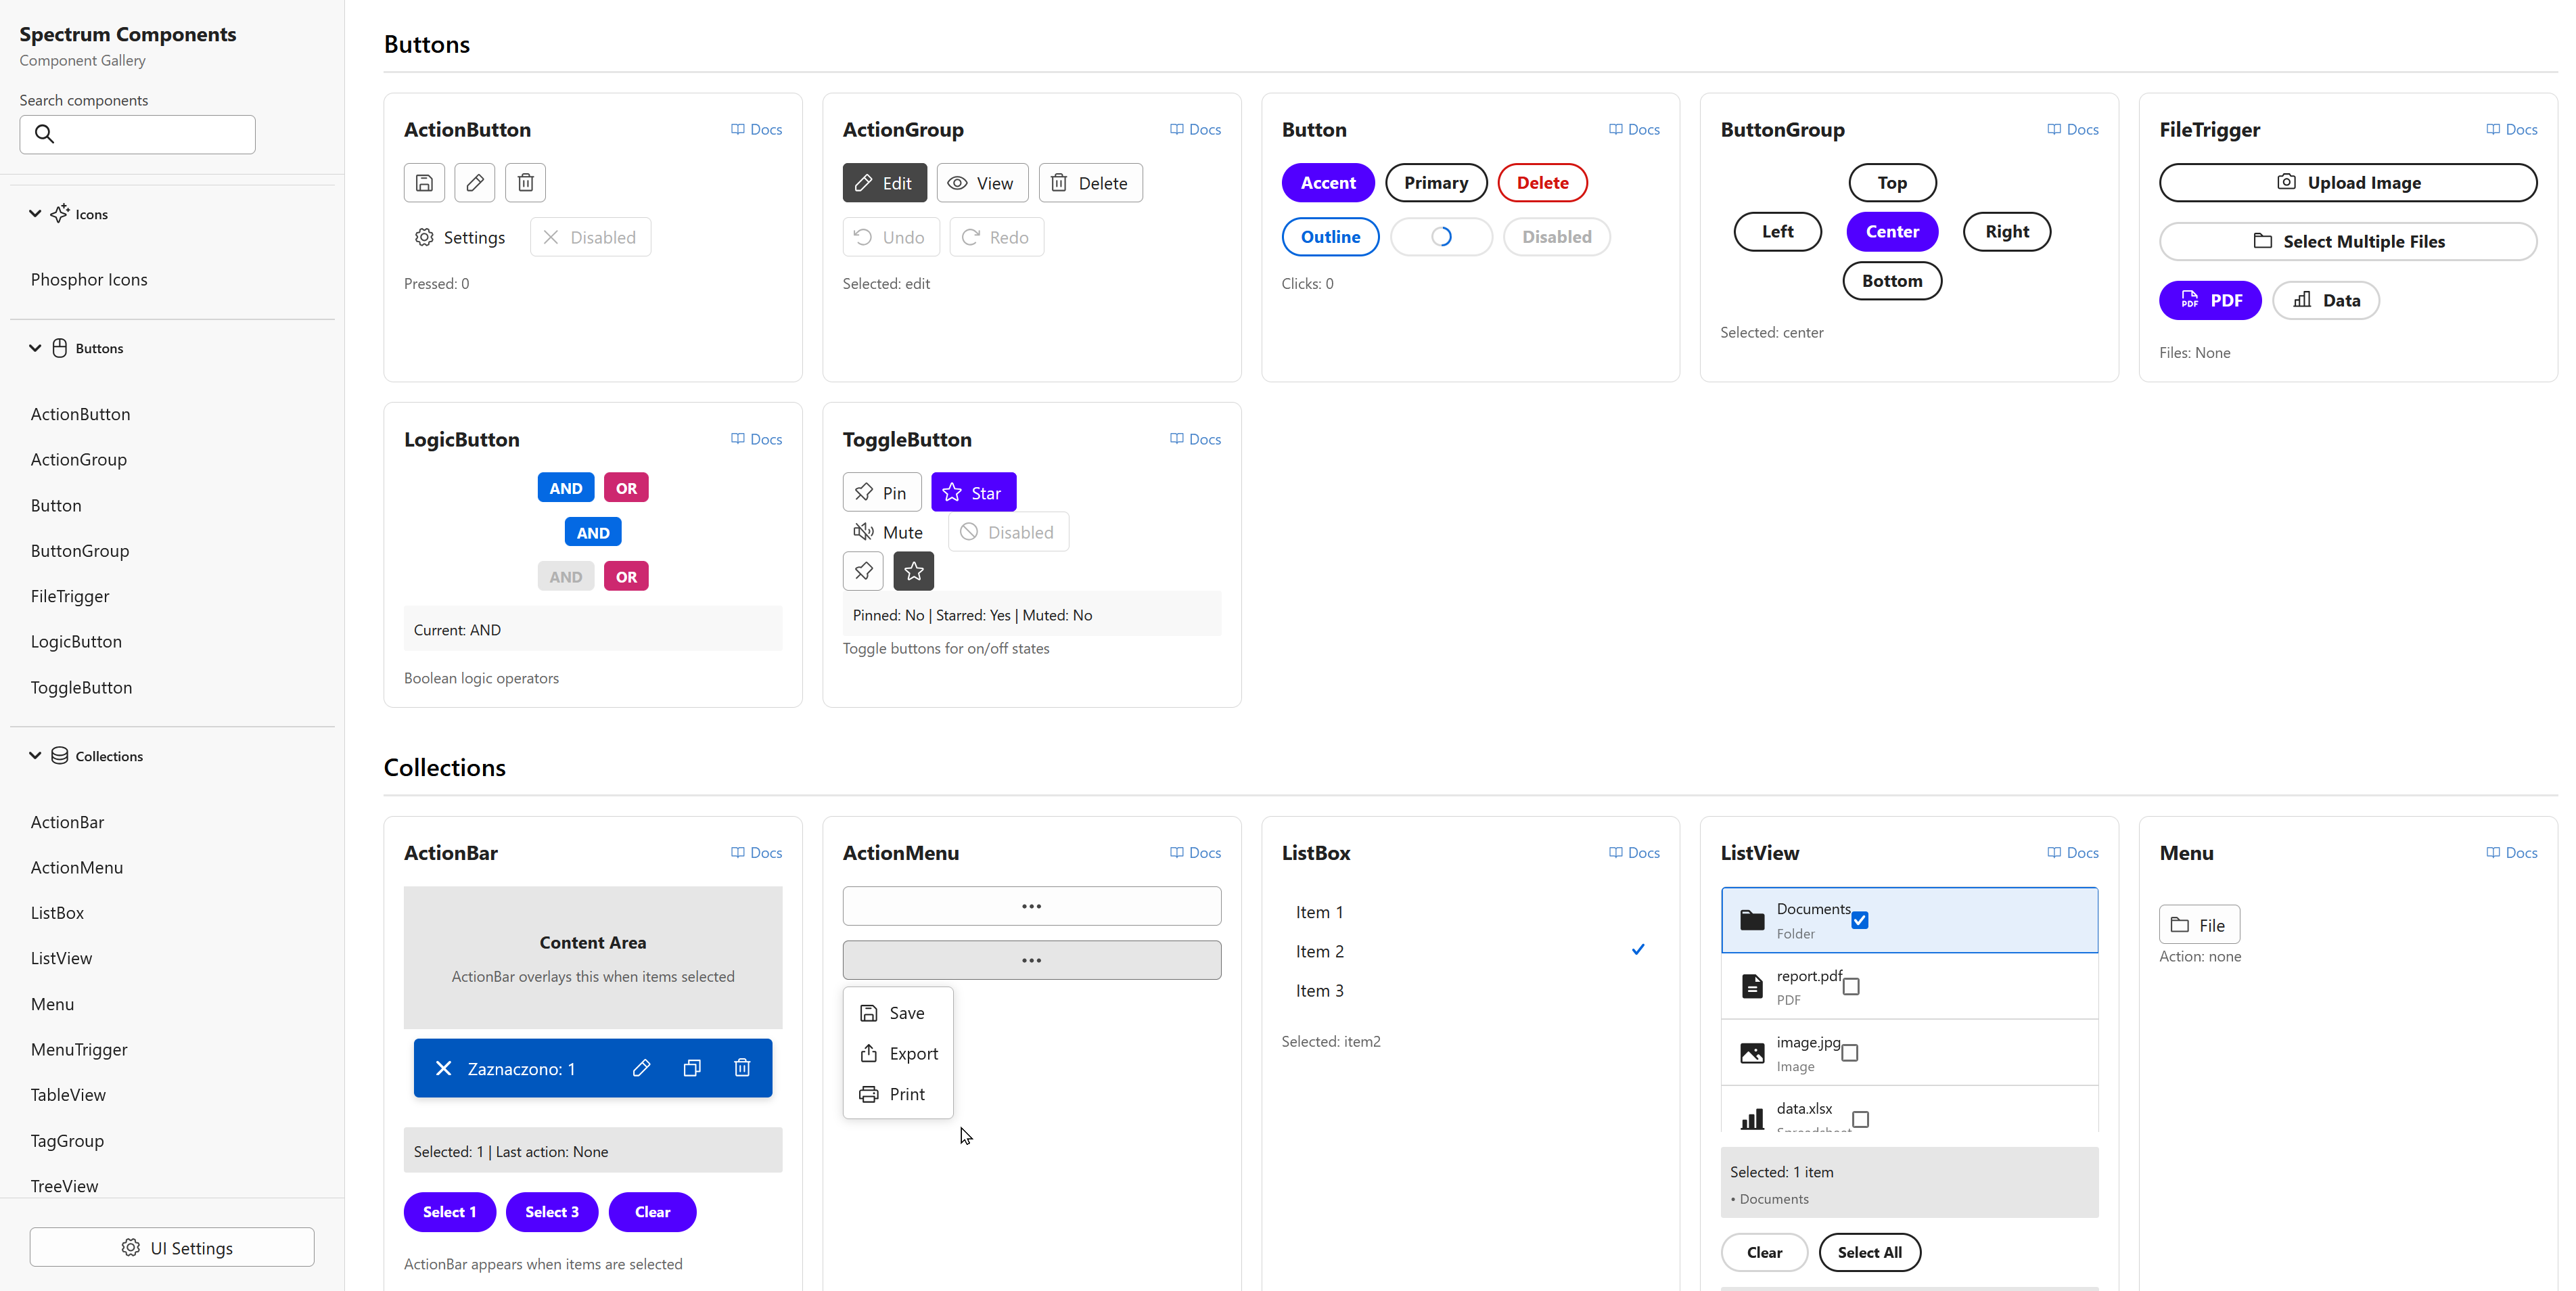 Spectrum Components
Component Gallery
Search components
Icons
Phosphor Icons
Buttons
ActionButton
ActionGroup
Button
ButtonGroup
FileTrigger
LogicButton
ToggleButton
Collections
ActionBar
ActionMenu
ListBox
ListView
Menu
MenuTrigger
TableView
TagGroup
TreeView
UI Settings
Buttons
ActionButton Docs
Settings Disabled
Pressed: 0
ActionGroup Docs
Edit View Delete
Undo Redo
Selected: edit
Button Docs
Accent Primary Delete
Outline Disabled
Clicks: 0
ButtonGroup Docs
Top
Left Center Right
Bottom
Selected: center
FileTrigger Docs
Upload Image
Select Multiple Files
PDF PDF Data
Files: None
LogicButton Docs
AND OR
AND
AND OR
Current: AND
Boolean logic operators
ToggleButton Docs
Pin Star
Mute Disabled
Pinned: No | Starred: Yes | Muted: No
Toggle buttons for on/off states
Collections
ActionBar Docs
Content Area
ActionBar overlays this when items selected
Zaznaczono: 1
Selected: 1 | Last action: None
Select 1 Select 3 Clear
ActionBar appears when items are selected
ActionMenu Docs
Save
Export
Print
ListBox Docs
Item 1
Item 2
Item 3
Selected: item2
ListView Docs
Documents
Folder
report.pdf
PDF
image.jpg
Image
data.xlsx
Spreadsheet
Selected: 1 item
• Documents
Clear Select All
Menu Docs
File
Action: none